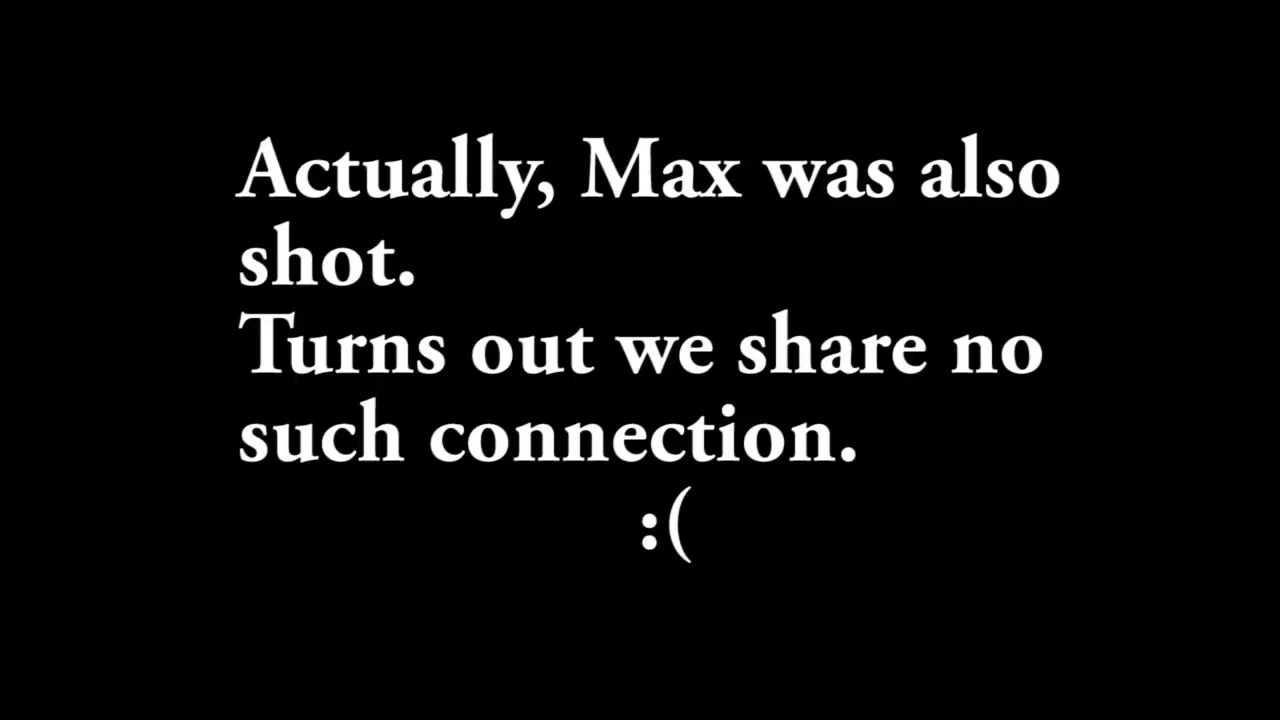 Actually, Max was also
shot.
Turns out we share no
such connection.
:(